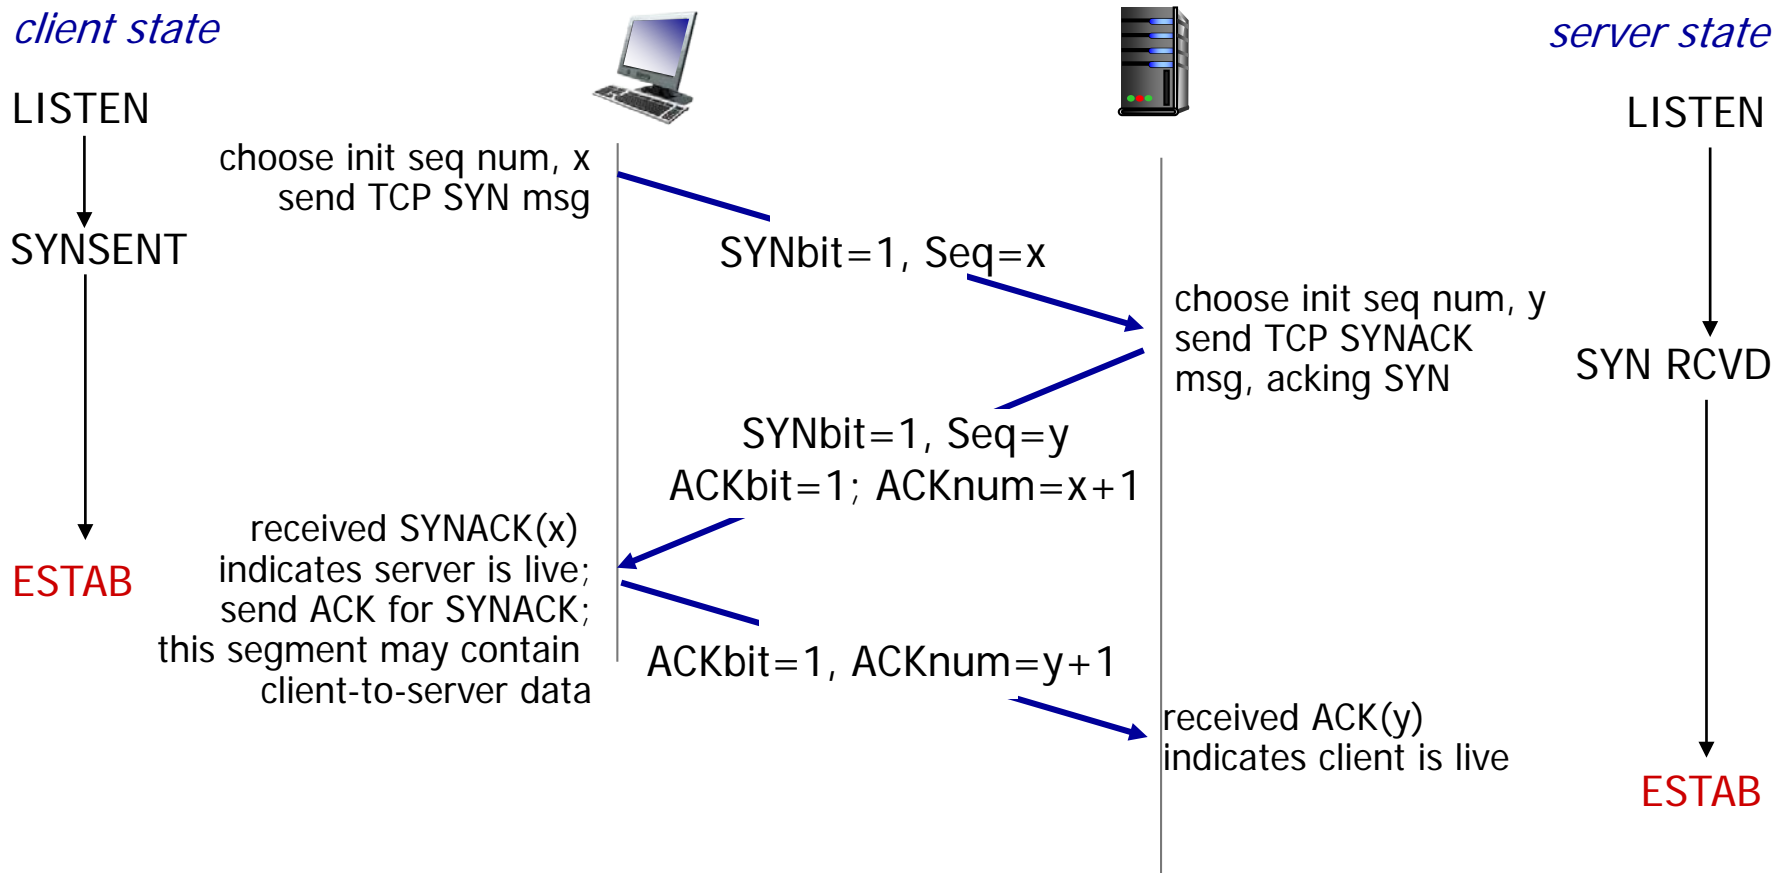 client state
server state
LISTEN
LISTEN
choose init seq num, x
send TCP SYN msg
SYNSENT
SYNbit=1, Seq=x
choose init seq num, y
send TCP SYNACK
msg, acking SYN
SYN RCVD
SYNbit=1, Seq=y
ACKbit=1; ACKnum=x+1
received SYNACK(x)
indicates server is live;
send ACK for SYNACK;
this segment may contain
client-to-server data
ESTAB
ACKbit=1, ACKnum=y+1
received ACK(y)
indicates client is live
ESTAB